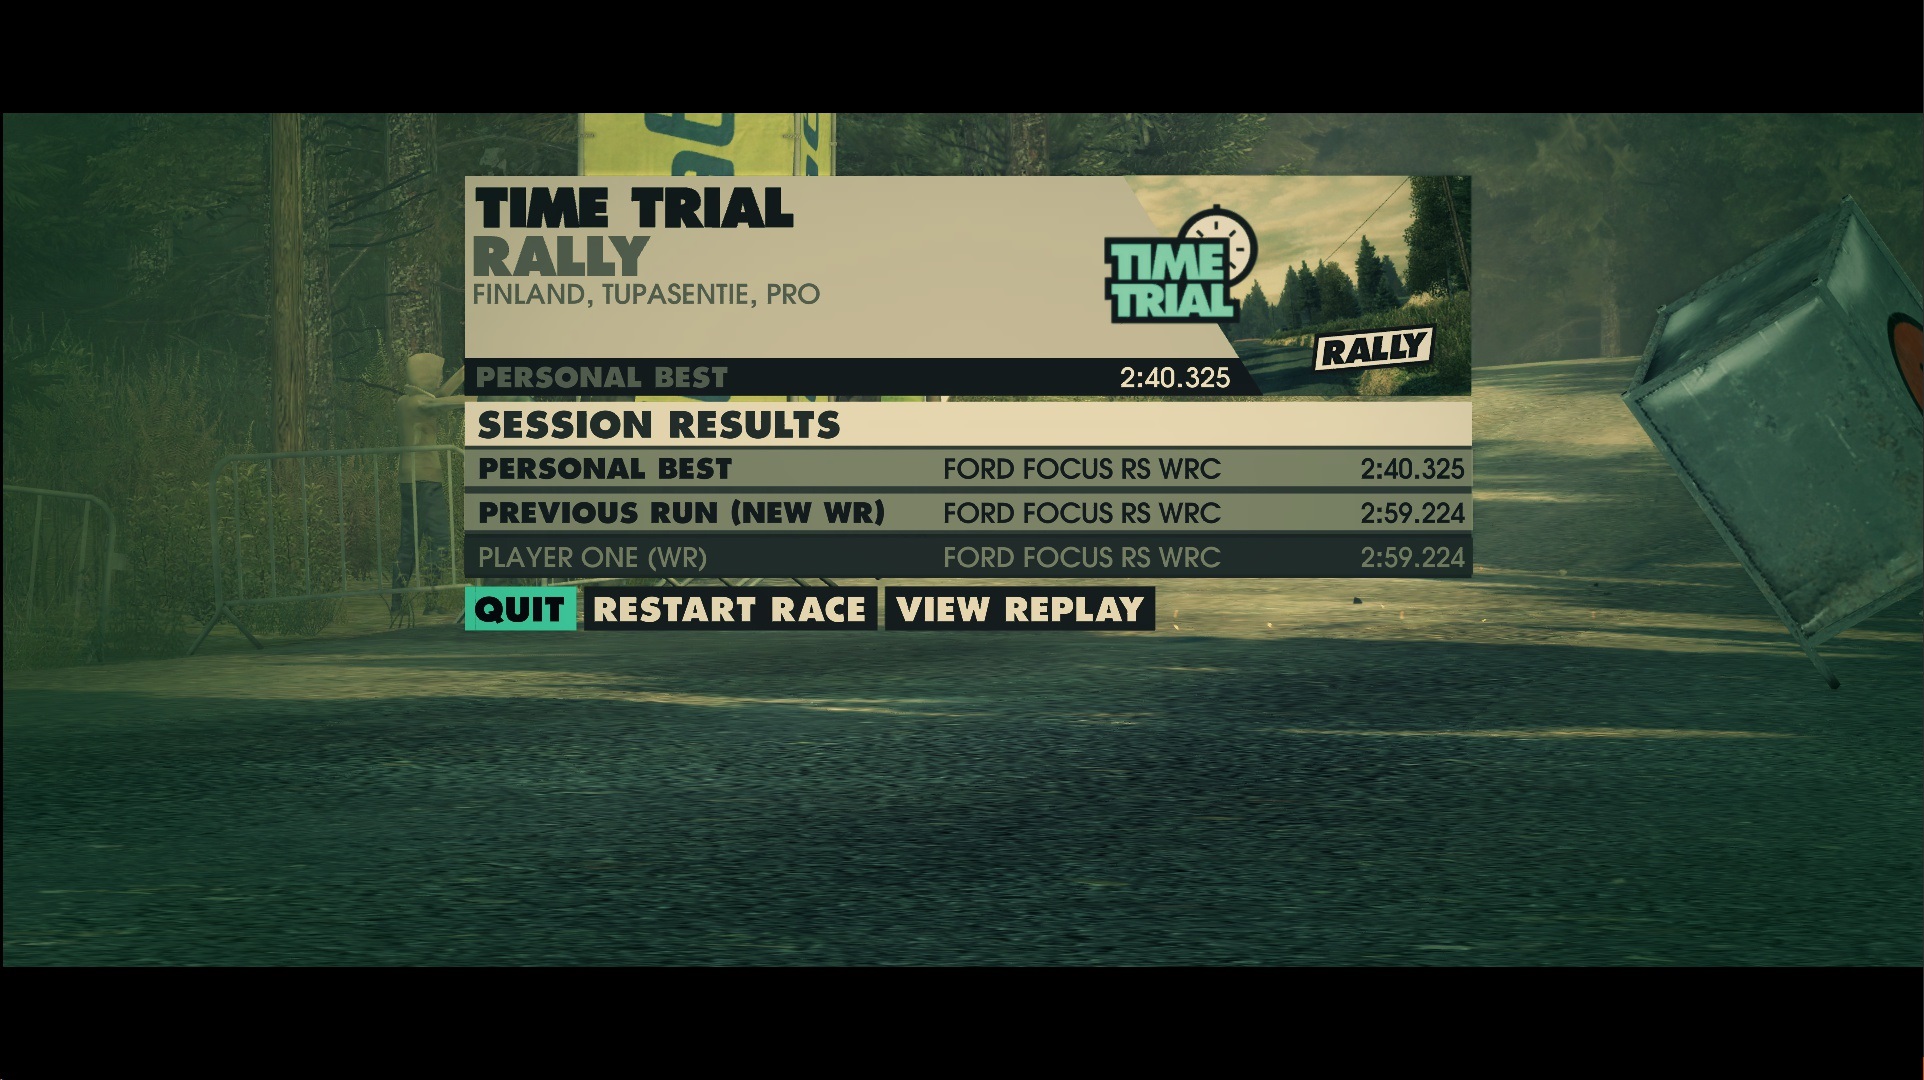 TIME TRIAL
RALLY
FINLAND, TUPASENTIE, PRO
TIME
TRIAL
RALLY
PERSONAL BEST 2:40.325
SESSION RESULTS
PERSONAL BEST FORD FOCUS RS WRC 2:40.325
PREVIOUS RUN (NEW WR) FORD FOCUS RS WRC 2:59.224
PLAYER ONE (WR) FORD FOCUS RS WRC 2:59.224
QUIT RESTART RACE VIEW REPLAY